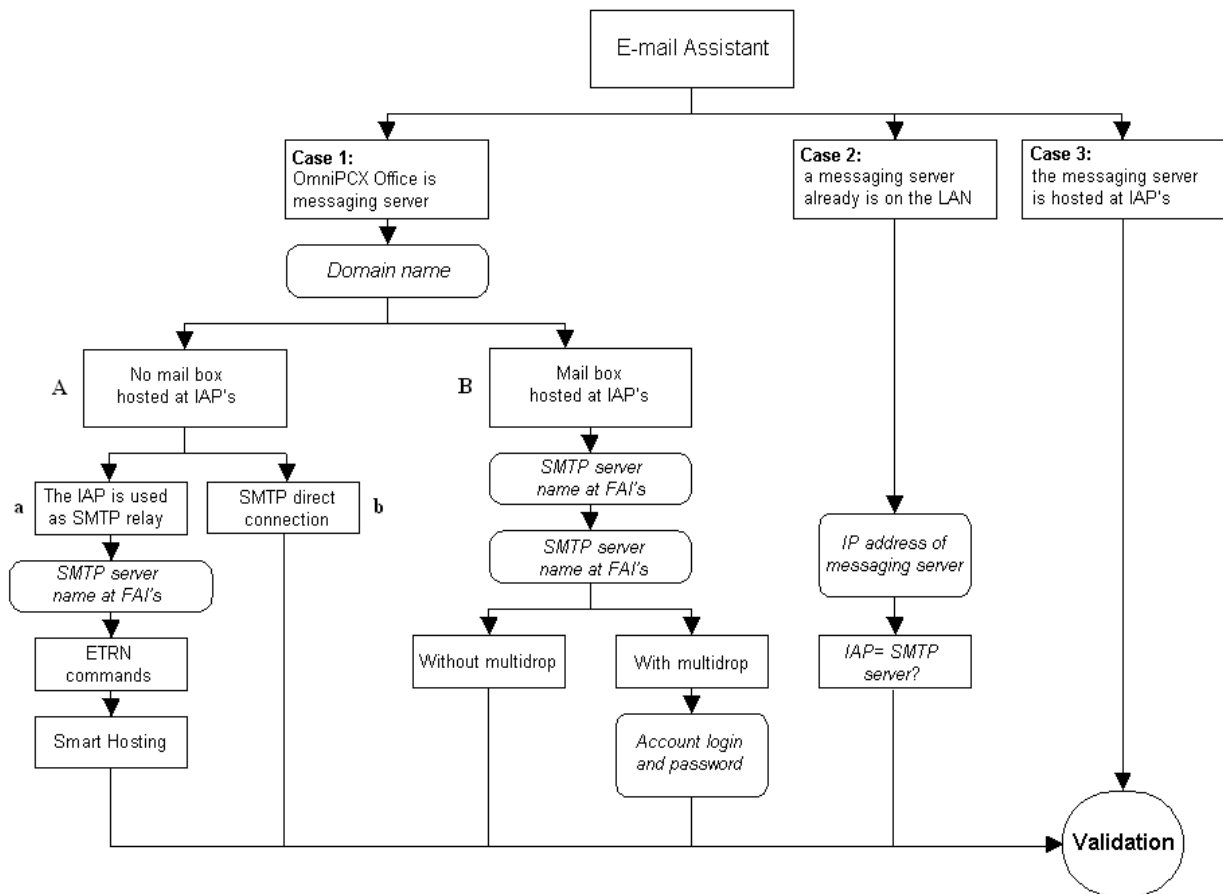 E-mail Assistant
Case 1:
OmniPCX Office is
messaging server
Case 2:
a messaging server
already is on the LAN
Case 3:
the messaging server
is hosted at IAP's
Domain name
A
No mail box
hosted at IAP's
B
Mail box
hosted at IAP's
a
The IAP is used
as SMTP relay
SMTP direct
connection
b
SMTP server
name at FAI's
SMTP server
name at FAI's
SMTP server
name at FAI's
IP address of
messaging server
ETRN
commands
Without multidrop
With multidrop
IAP= SMTP
server?
Smart Hosting
Account login
and password
Validation